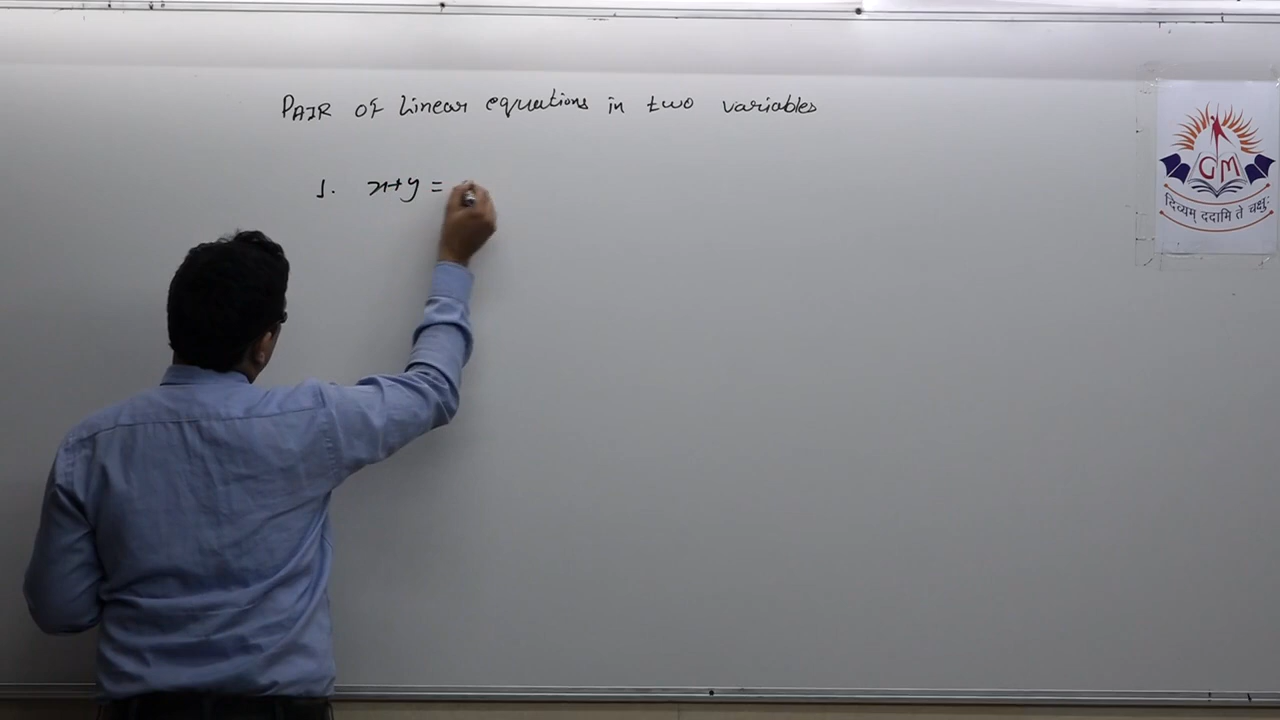 PAIR OF Linear equations in two variables
1. x+y =
GM
दिव्यम् ददामि ते चक्षुः